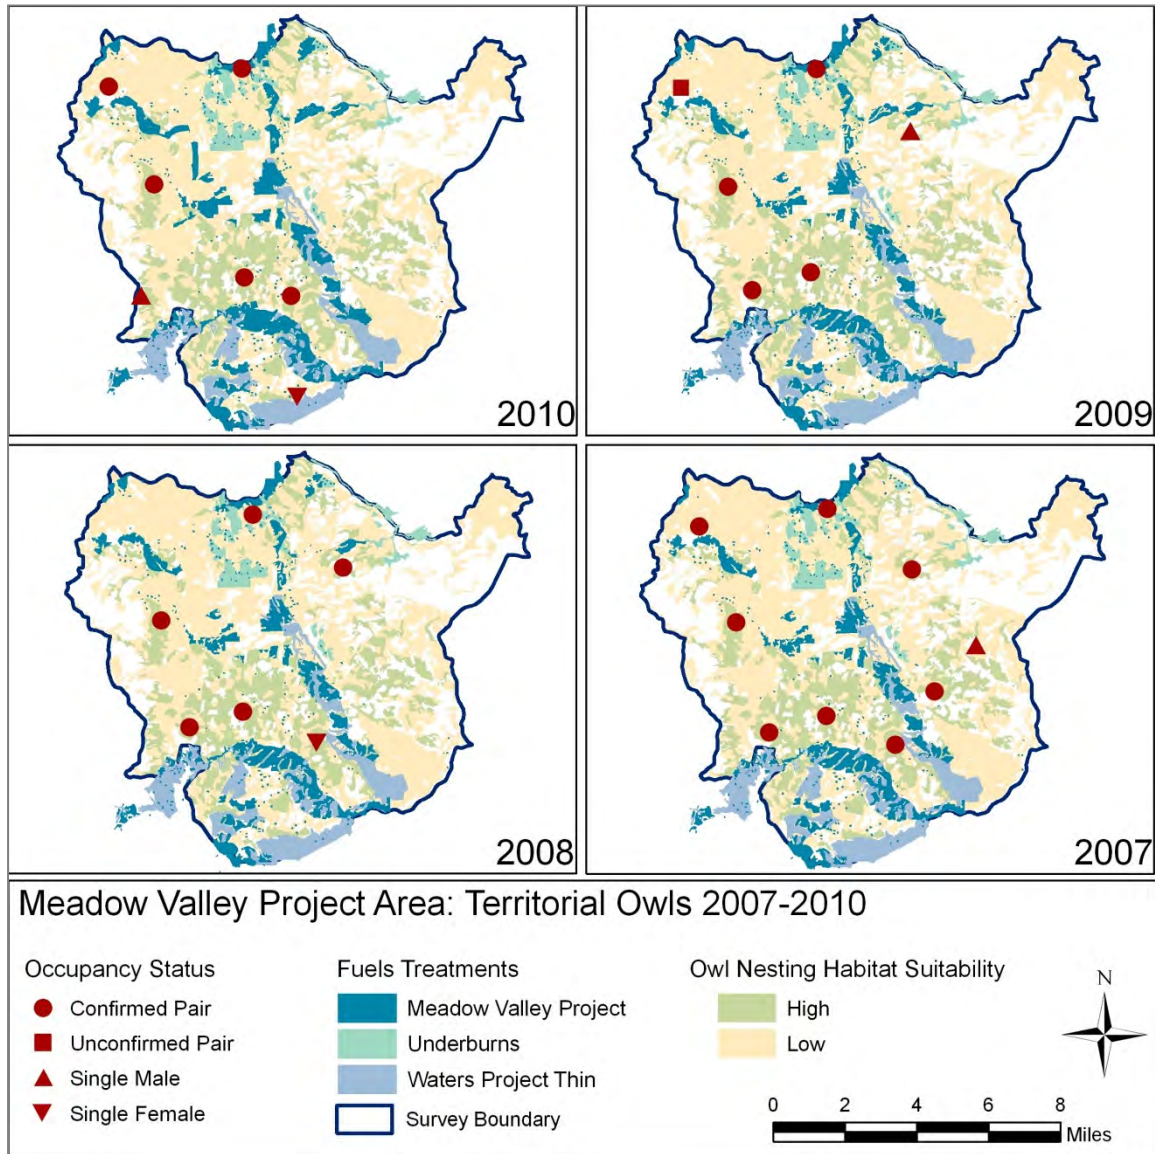 2010
2009
2008
2007
Meadow Valley Project Area: Territorial Owls 2007-2010
Occupancy Status
Confirmed Pair
Unconfirmed Pair
Single Male
Single Female
Fuels Treatments
Meadow Valley Project
Underburns
Waters Project Thin
Survey Boundary
Owl Nesting Habitat Suitability
High
Low
N
0 2 4 6 8
Miles